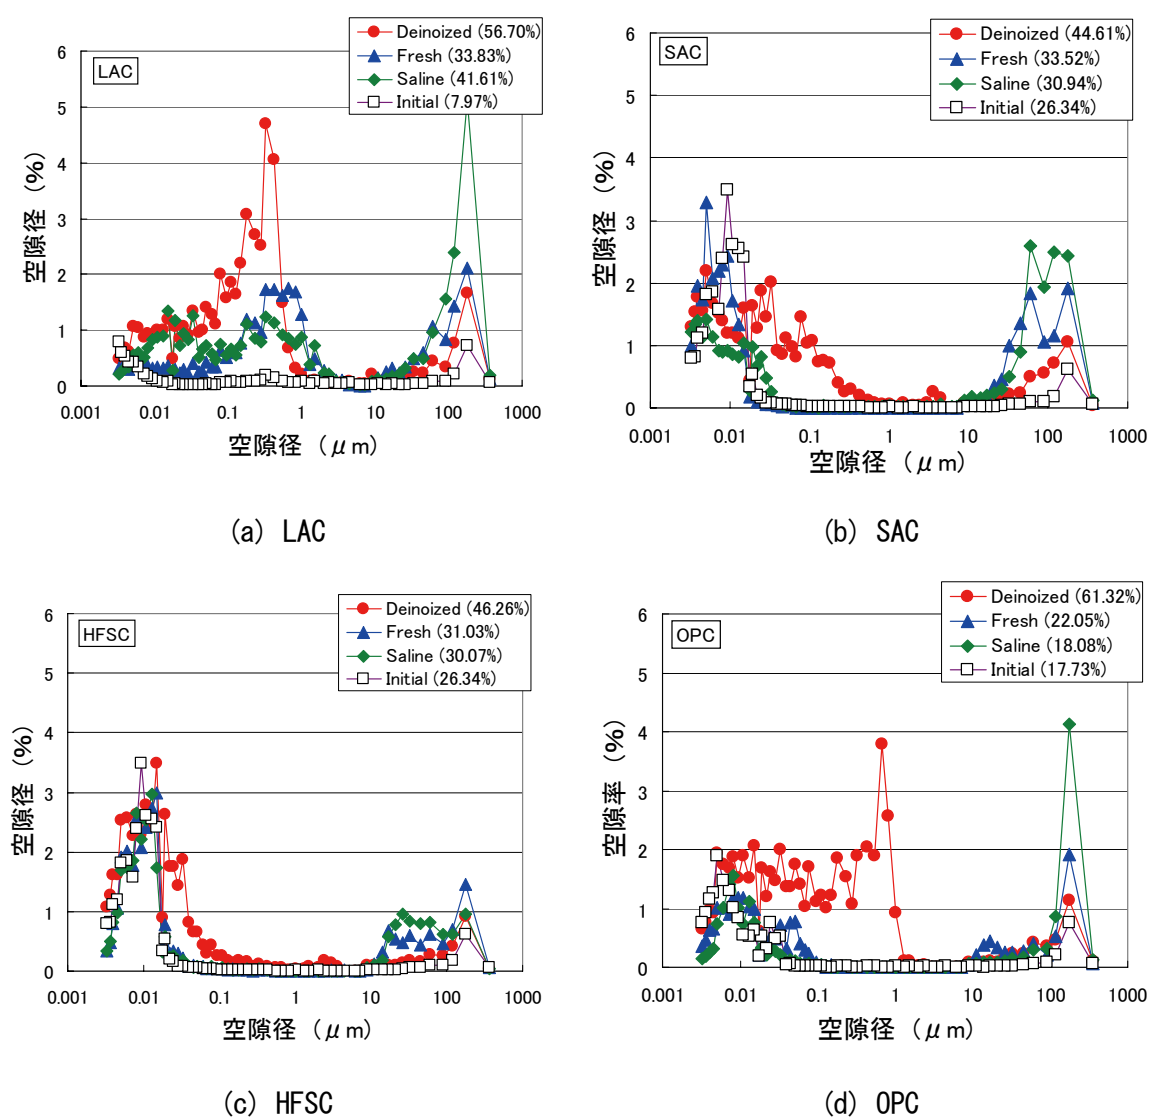 Deinoized (56.70%)
Fresh (33.83%)
Saline (41.61%)
Initial (7.97%)
LAC
6
5
4
3
2
1
0
空隙径 (%)
0.001 0.01 0.1 1 10 100 1000
空隙径 (μm)
(a) LAC
Deinoized (44.61%)
Fresh (33.52%)
Saline (30.94%)
Initial (26.34%)
SAC
6
5
4
3
2
1
0
空隙径 (%)
0.001 0.01 0.1 1 10 100 1000
空隙径 (μm)
(b) SAC
Deinoized (46.26%)
Fresh (31.03%)
Saline (30.07%)
Initial (26.34%)
HFSC
6
5
4
3
2
1
0
空隙径 (%)
0.001 0.01 0.1 1 10 100 1000
空隙径 (μm)
(c) HFSC
Deinoized (61.32%)
Fresh (22.05%)
Saline (18.08%)
Initial (17.73%)
OPC
6
5
4
3
2
1
0
空隙率 (%)
0.001 0.01 0.1 1 10 100 1000
空隙径 (μm)
(d) OPC